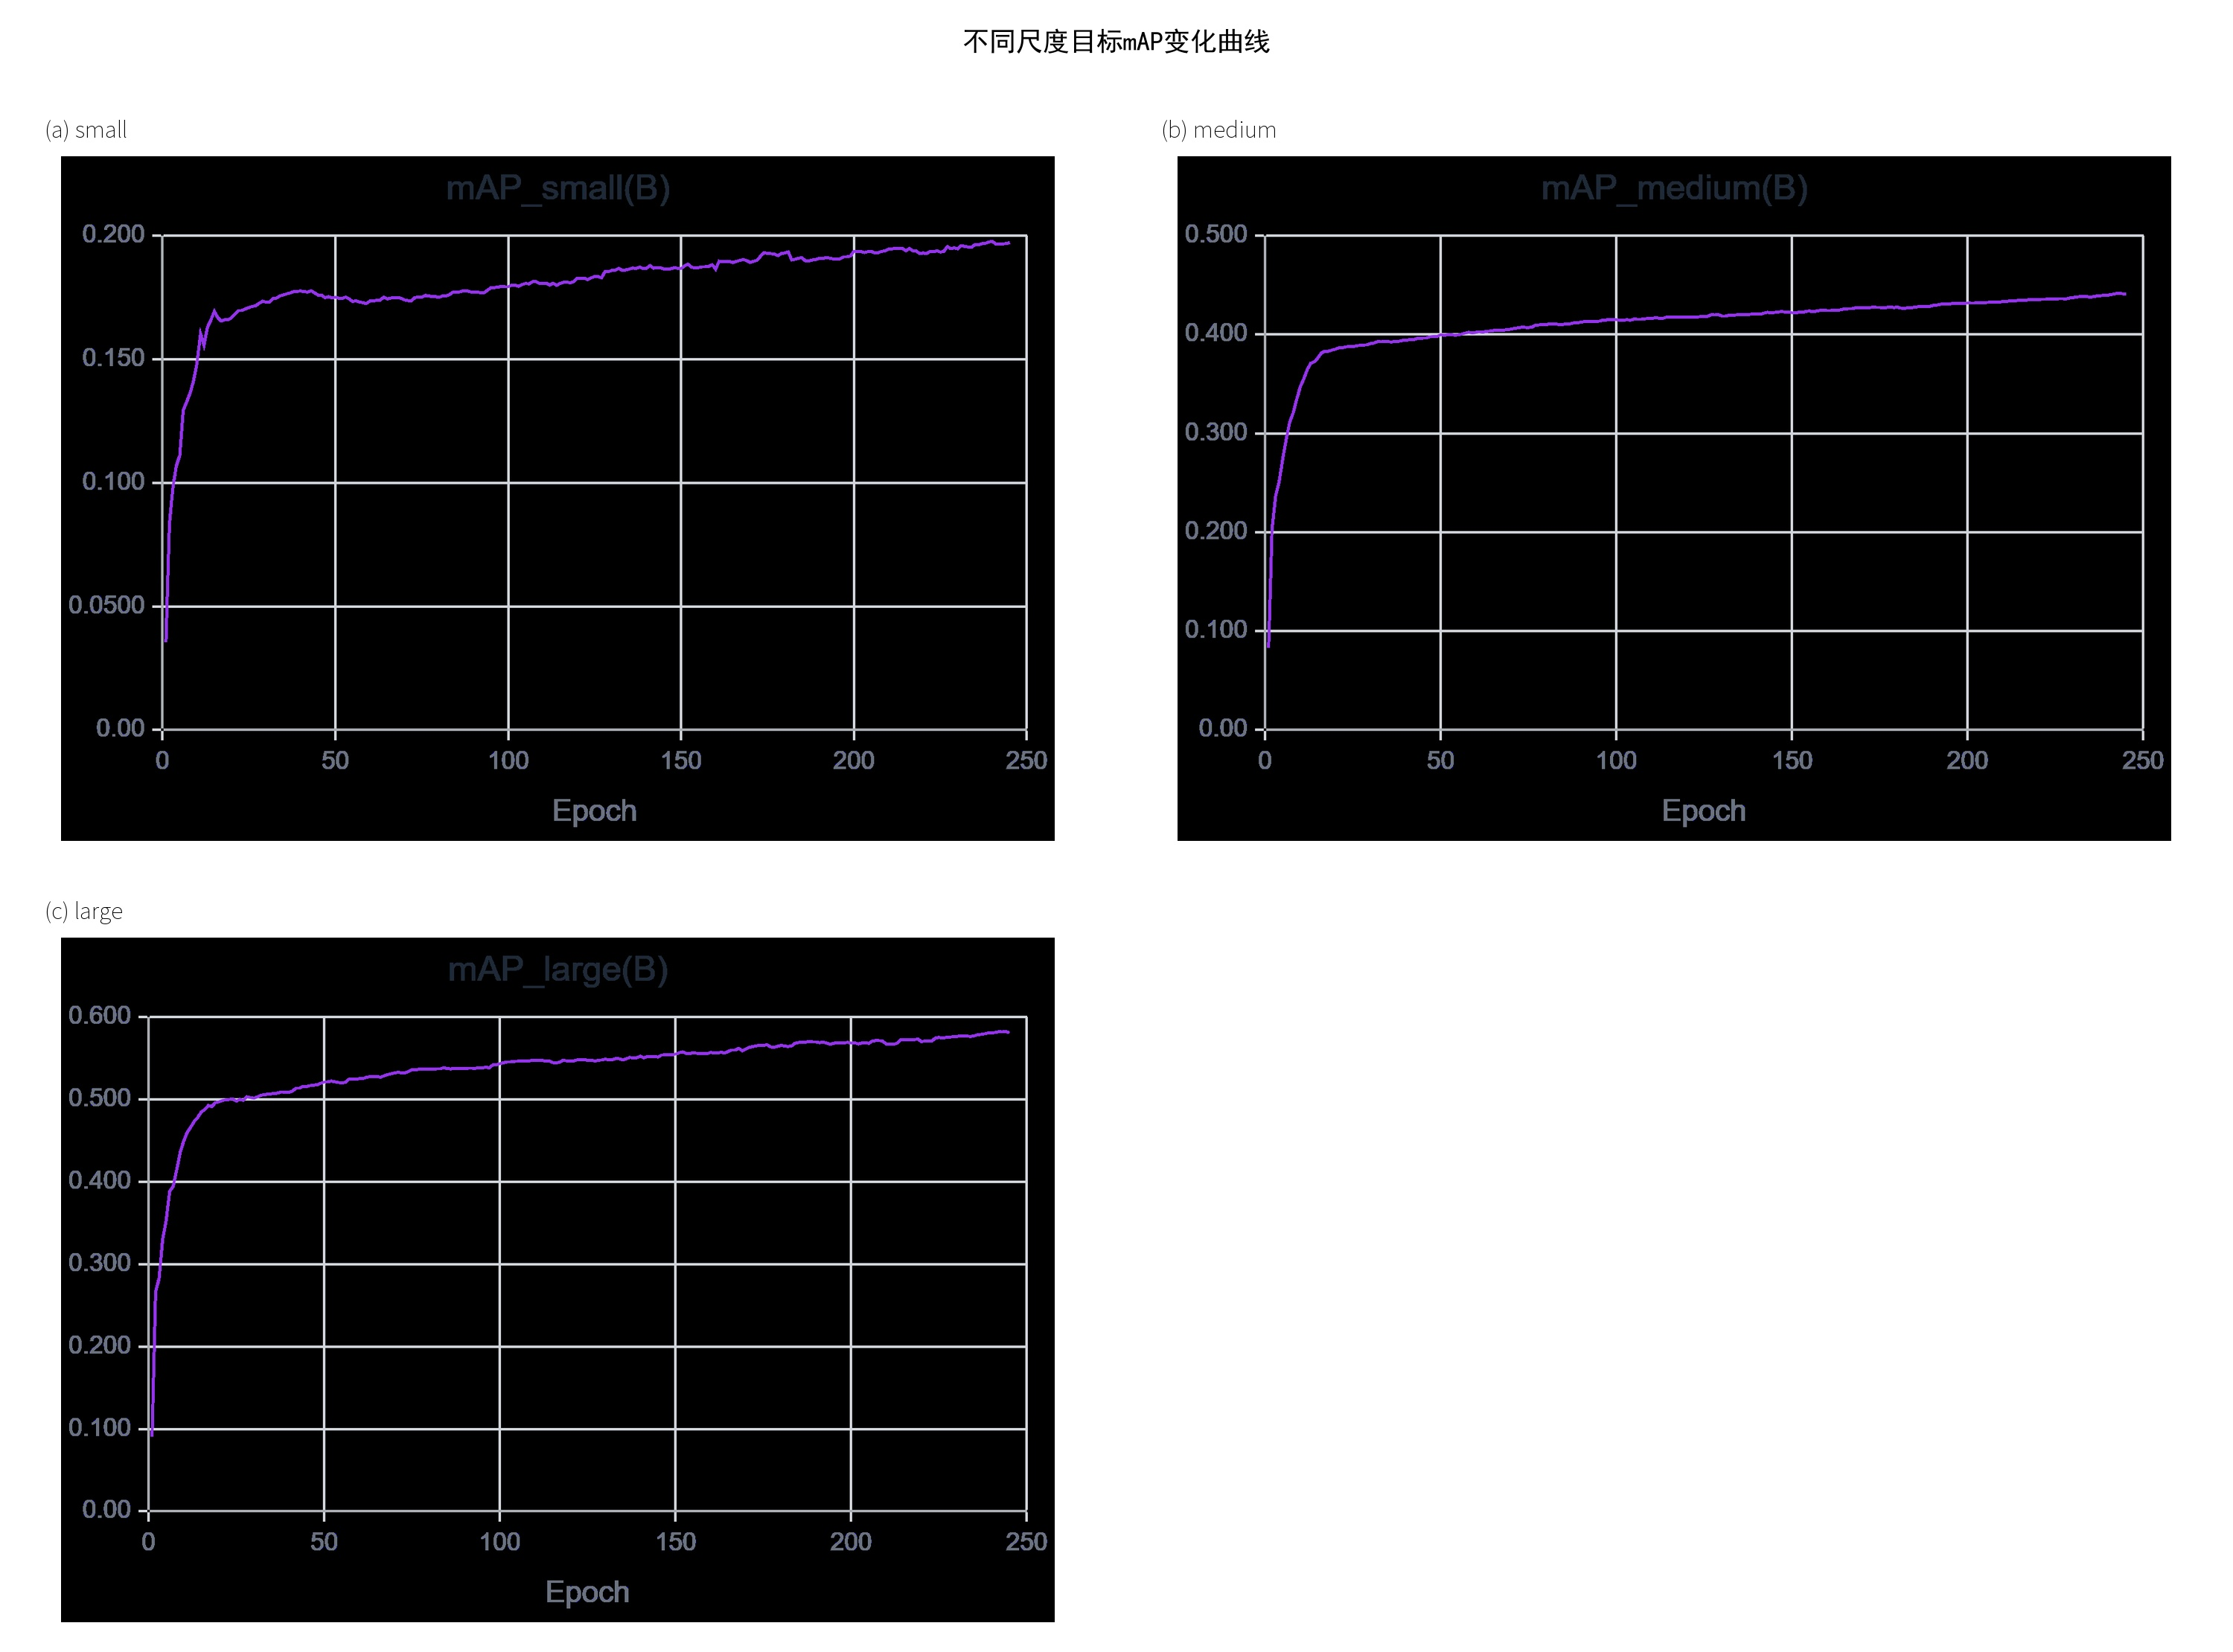 不同尺度目标mAP变化曲线
(a) small
mAP_small(B)
0.200
0.150
0.100
0.0500
0.00
0 50 100 150 200 250
Epoch
(b) medium
mAP_medium(B)
0.500
0.400
0.300
0.200
0.100
0.00
0 50 100 150 200 250
Epoch
(c) large
mAP_large(B)
0.600
0.500
0.400
0.300
0.200
0.100
0.00
0 50 100 150 200 250
Epoch